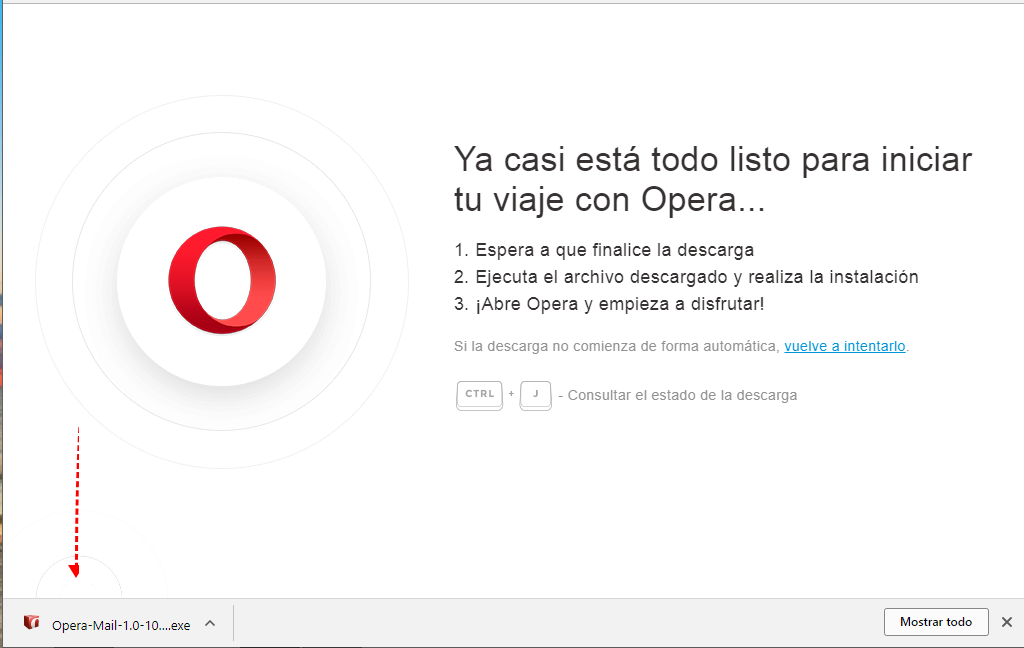 Ya casi está todo listo para iniciar
tu viaje con Opera...
1. Espera a que finalice la descarga
2. Ejecuta el archivo descargado y realiza la instalación
3. ¡Abre Opera y empieza a disfrutar!
Si la descarga no comienza de forma automática, vuelve a intentarlo.
CTRL + J - Consultar el estado de la descarga
Opera-Mail-1.0-10....exe
Mostrar todo